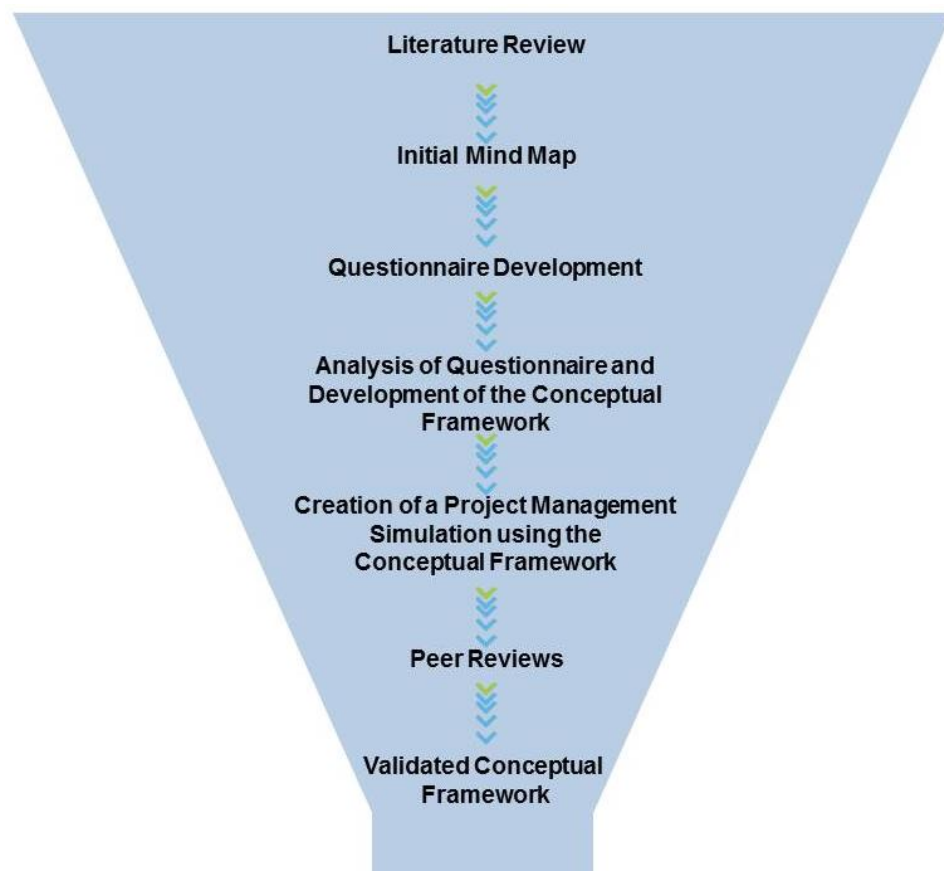 Literature Review
Initial Mind Map
Questionnaire Development
Analysis of Questionnaire and
Development of the Conceptual
Framework
Creation of a Project Management
Simulation using the
Conceptual Framework
Peer Reviews
Validated Conceptual
Framework